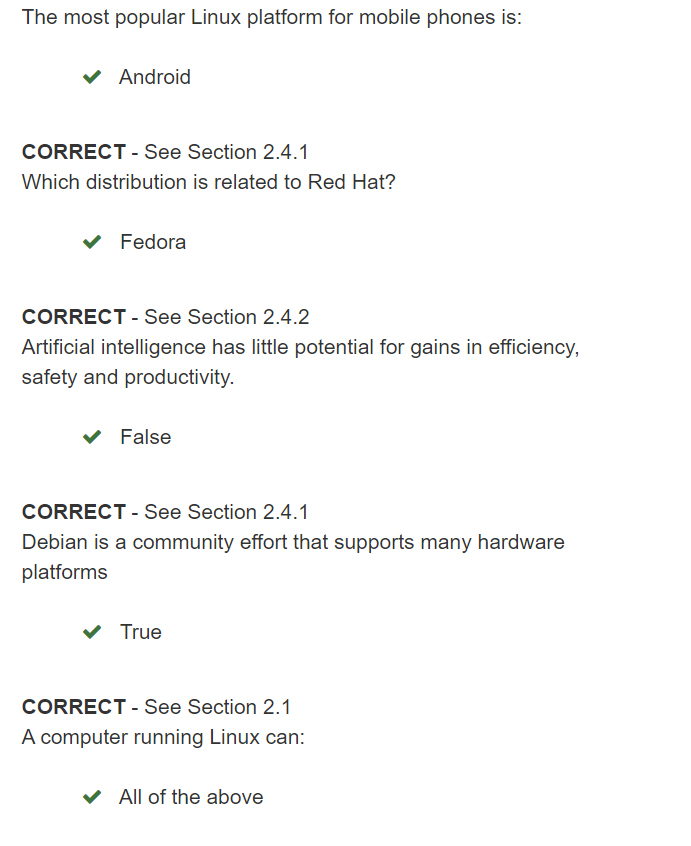 The most popular Linux platform for mobile phones is:
Android
CORRECT - See Section 2.4.1
Which distribution is related to Red Hat?
Fedora
CORRECT - See Section 2.4.2
Artificial intelligence has little potential for gains in efficiency,
safety and productivity.
False
CORRECT - See Section 2.4.1
Debian is a community effort that supports many hardware
platforms
True
CORRECT - See Section 2.1
A computer running Linux can:
All of the above